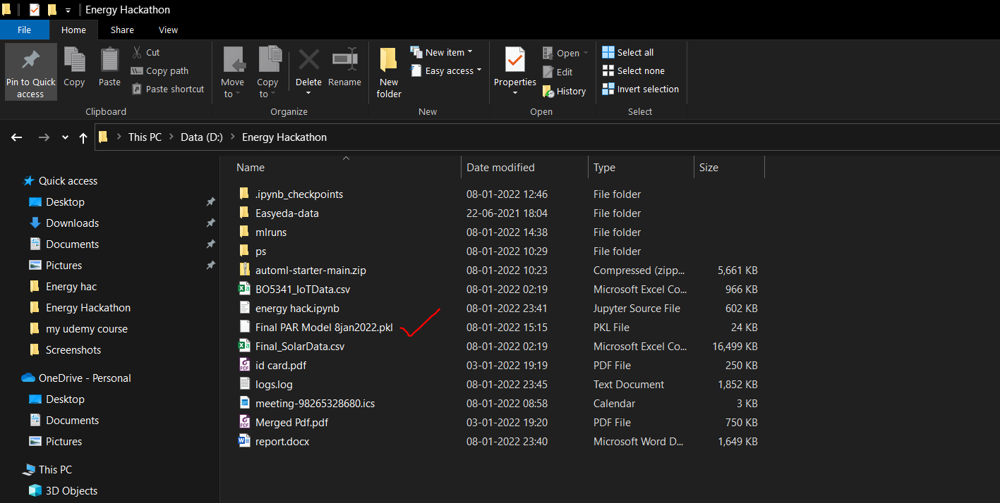 Energy Hackathon
File Home Share View
Pin to Quick access
Copy
Paste
Cut
Copy path
Paste shortcut
Clipboard
Move to
Copy to
Delete
Rename
Organize
New folder
New item
Easy access
New
Properties
Open
Edit
History
Open
Select all
Select none
Invert selection
Select
This PC Data (D:) Energy Hackathon
Quick access
Desktop
Downloads
Documents
Pictures
Energy hac
Energy Hackathon
my udemy course
Screenshots
OneDrive - Personal
Desktop
Documents
Pictures
This PC
3D Objects
Name Date modified Type Size
.ipynb_checkpoints 08-01-2022 12:46 File folder
Easyeda-data 22-06-2021 18:04 File folder
mlruns 08-01-2022 14:38 File folder
ps 08-01-2022 10:29 File folder
automl-starter-main.zip 08-01-2022 10:23 Compressed (zipp... 5,661 KB
BO5341_IoTData.csv 08-01-2022 02:19 Microsoft Excel Co... 966 KB
energy hack.ipynb 08-01-2022 23:41 Jupyter Source File 602 KB
Final PAR Model 8jan2022.pkl 08-01-2022 15:15 PKL File 24 KB
Final_SolarData.csv 08-01-2022 02:19 Microsoft Excel Co... 16,499 KB
id card.pdf 03-01-2022 19:19 PDF File 250 KB
logs.log 08-01-2022 23:45 Text Document 1,852 KB
meeting-98265328680.ics 08-01-2022 08:58 Calendar 3 KB
Merged Pdf.pdf 03-01-2022 19:20 PDF File 750 KB
report.docx 08-01-2022 23:40 Microsoft Word D... 1,649 KB